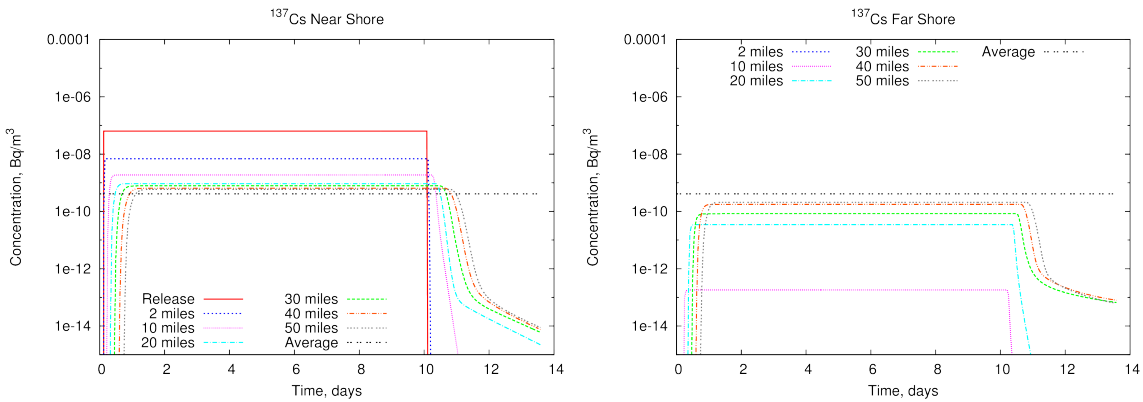 ¹³⁷Cs Near Shore
0.0001
1e-06
1e-08
1e-10
1e-12
1e-14
Concentration, Bq/m³
Release
2 miles
10 miles
20 miles
30 miles
40 miles
50 miles
Average
0 2 4 6 8 10 12 14
Time, days
¹³⁷Cs Far Shore
0.0001
1e-06
1e-08
1e-10
1e-12
1e-14
Concentration, Bq/m³
2 miles
10 miles
20 miles
30 miles
40 miles
50 miles
Average
0 2 4 6 8 10 12 14
Time, days